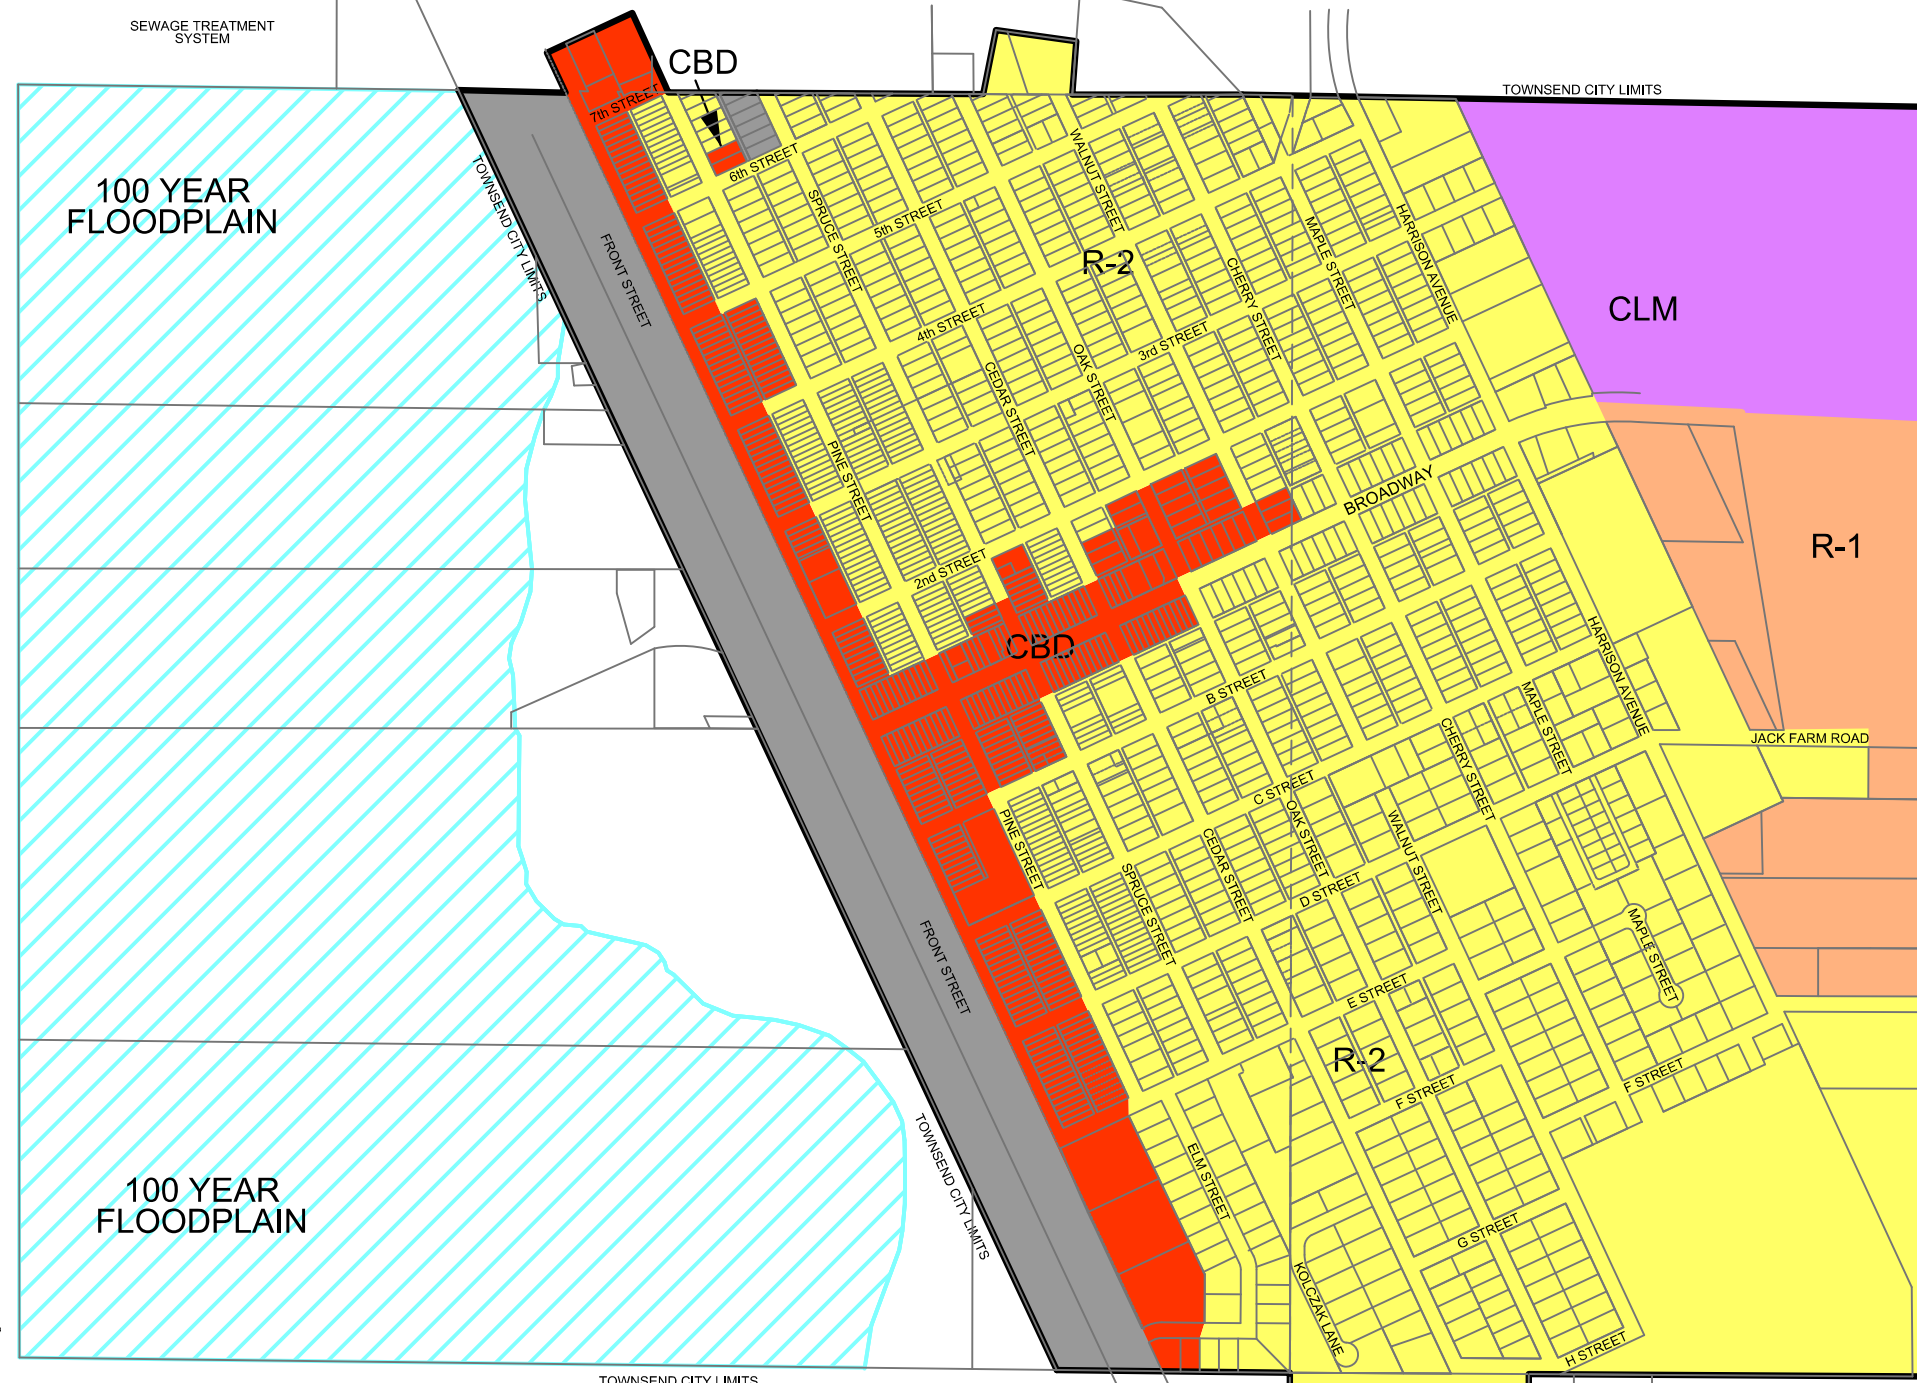 SEWAGE TREATMENT
SYSTEM
CBD
TOWNSEND CITY LIMITS
7th STREET
6th STREET
100 YEAR
FLOODPLAIN
TOWNSEND CITY LIMITS
FRONT STREET
SPRUCE STREET
5th STREET
WALNUT STREET
R-2
MAPLE STREET
HARRISON AVENUE
CHERRY STREET
CLM
4th STREET
3rd STREET
CEDAR STREET
OAK STREET
PINE STREET
BROADWAY
R-1
2nd STREET
CBD
B STREET
HARRISON AVENUE
MAPLE STREET
CHERRY STREET
JACK FARM ROAD
C STREET
PINE STREET
OAK STREET
WALNUT STREET
CEDAR STREET
SPRUCE STREET
D STREET
MAPLE STREET
FRONT STREET
E STREET
R-2
F STREET
F STREET
100 YEAR
FLOODPLAIN
TOWNSEND CITY LIMITS
ELM STREET
G STREET
KOLCZAK LANE
H STREET
TOWNSEND CITY LIMITS